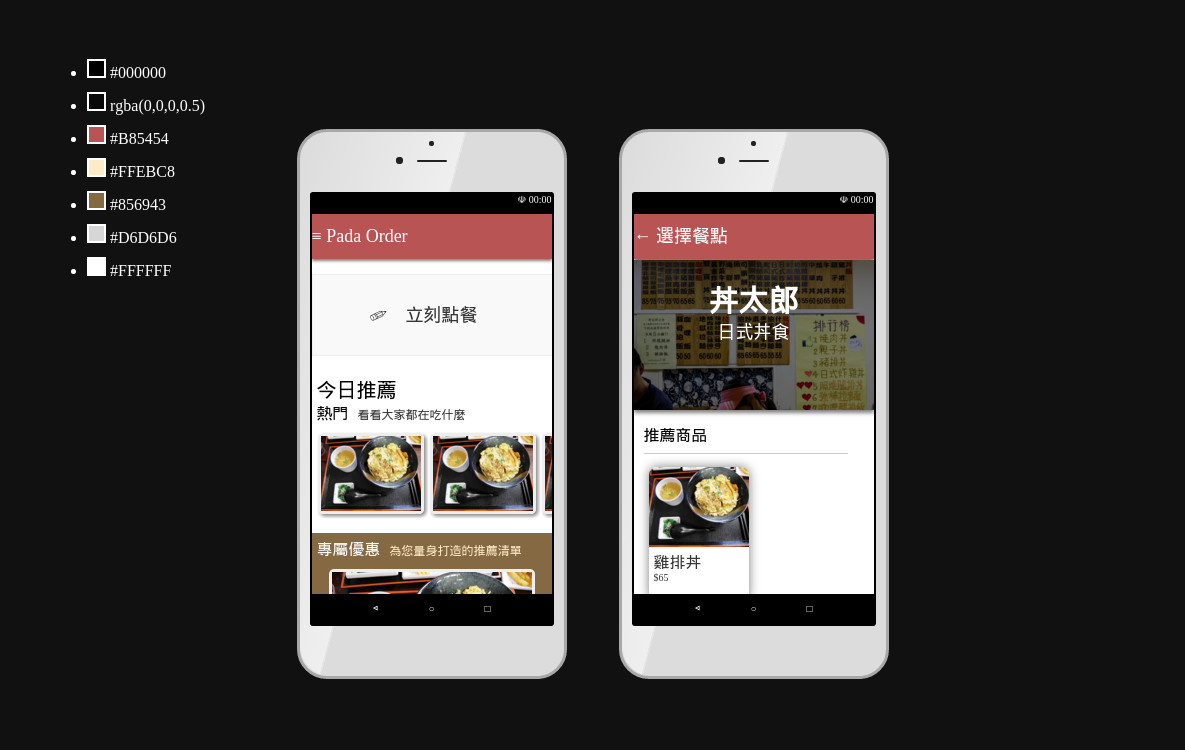 #000000
rgba(0,0,0,0.5)
#B85454
#FFEBC8
#856943
#D6D6D6
#FFFFFF
00:00
≡ Pada Order
立刻點餐
今日推薦
熱門 看看大家都在吃什麼
專屬優惠 為您量身打造的推薦清單
00:00
← 選擇餐點
丼太郎
日式丼食
排行榜
推薦商品
雞排丼
$65